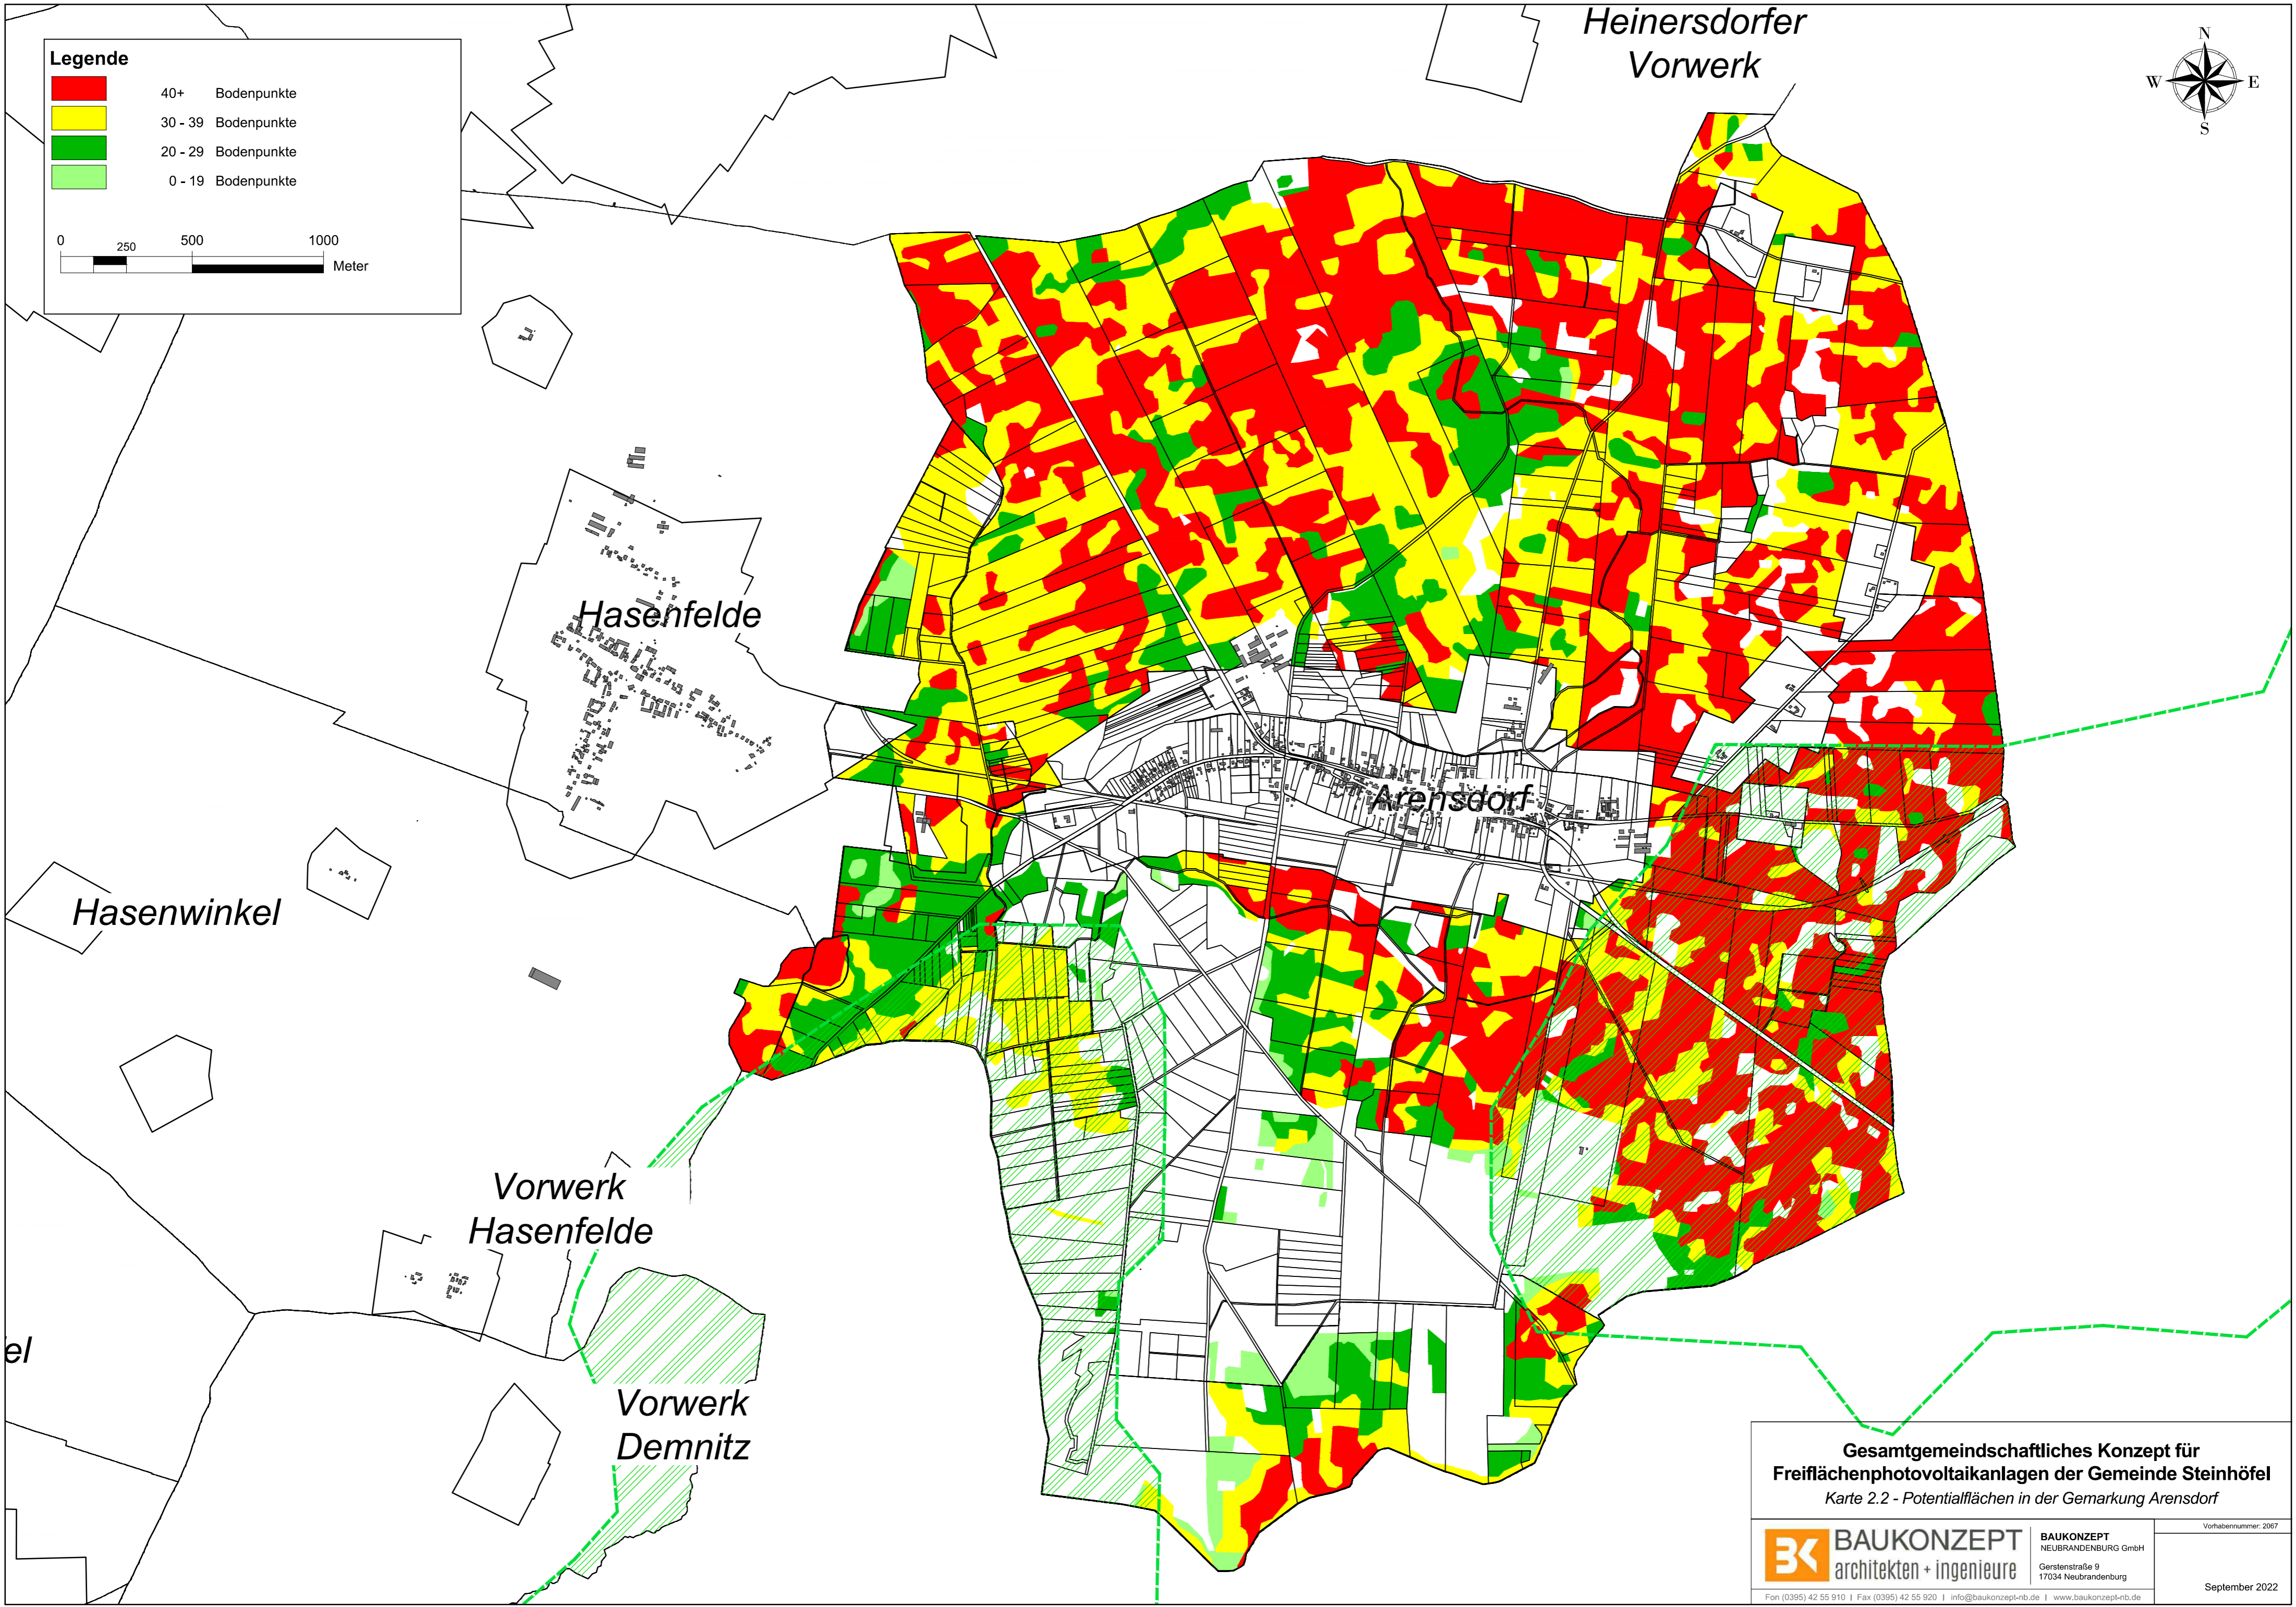 Heinersdorfer
Vorwerk
N
W
E
S
Legende
40+ Bodenpunkte
30 - 39 Bodenpunkte
20 - 29 Bodenpunkte
0 - 19 Bodenpunkte
0 250 500 1000
Meter
Hasenfelde
Arensdorf
Hasenwinkel
Vorwerk
Hasenfelde
el
Vorwerk
Demnitz
Gesamtgemeindschaftliches Konzept für
Freiflächenphotovoltaikanlagen der Gemeinde Steinhöfel
Karte 2.2 - Potentialflächen in der Gemarkung Arensdorf
BK
BAUKONZEPT
architekten + ingenieure
BAUKONZEPT
NEUBRANDENBURG GmbH
Gerstenstraße 9
17034 Neubrandenburg
Fon (0395) 42 55 910 | Fax (0395) 42 55 920 | info@baukonzept-nb.de | www.baukonzept-nb.de
Vorhabennummer: 2067
September 2022